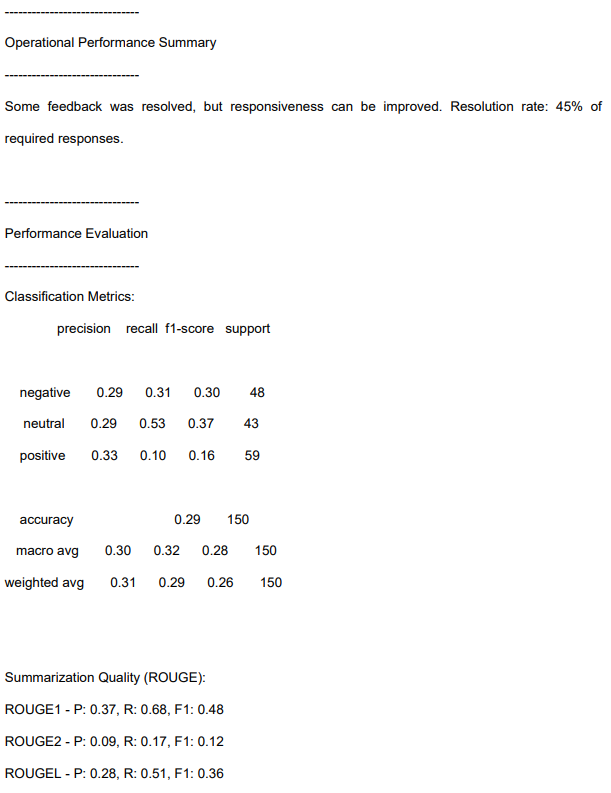 ------------------------------
Operational Performance Summary
------------------------------
Some feedback was resolved, but responsiveness can be improved. Resolution rate: 45% of
required responses.
------------------------------
Performance Evaluation
------------------------------
Classification Metrics:
precision recall f1-score support
negative 0.29 0.31 0.30 48
neutral 0.29 0.53 0.37 43
positive 0.33 0.10 0.16 59
accuracy 0.29 150
macro avg 0.30 0.32 0.28 150
weighted avg 0.31 0.29 0.26 150
Summarization Quality (ROUGE):
ROUGE1 - P: 0.37, R: 0.68, F1: 0.48
ROUGE2 - P: 0.09, R: 0.17, F1: 0.12
ROUGEL - P: 0.28, R: 0.51, F1: 0.36